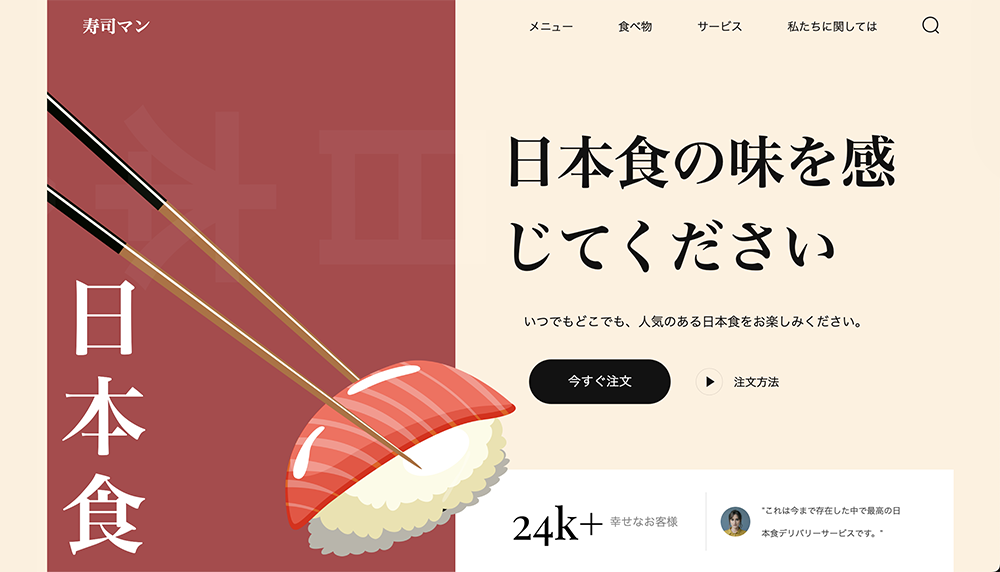 寿司マン
メニュー
食べ物
サービス
私たちに関しては
日本
日本食
日本食の味を感
じてください
いつでもどこでも、人気のある日本食をお楽しみください。
今すぐ注文
注文方法
24k+
幸せなお客様
"これは今まで存在した中で最高の日
本食デリバリーサービスです。"